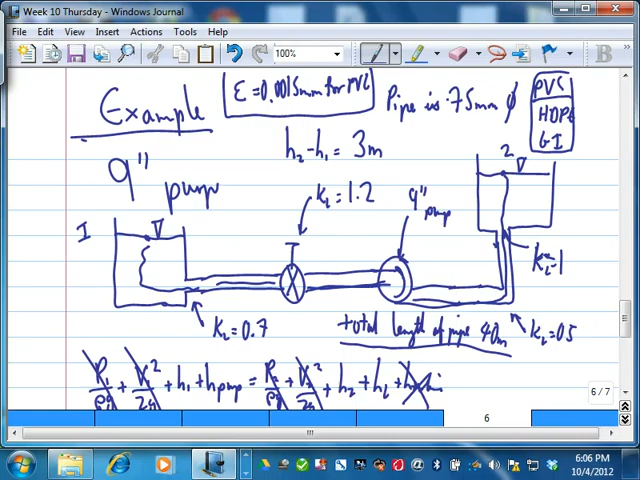 Week 10 Thursday - Windows Journal
File Edit View Insert Actions Tools Help
100%
B
Example
ε = 0.0015mm for PVC
Pipe is 75mm ϕ
PVC
HDPE
GI
h2-h1 = 3m
9" pump
KL = 1.2
9" pump
2
1
KL=1
KL = 0.7
total length of pipe 40m
KL = 0.5
P1/ρg + V1²/2g + h1 + hpump = P2/ρg + V2²/2g + h2 + hL +
6 / 7
6
6:06 PM
10/4/2012